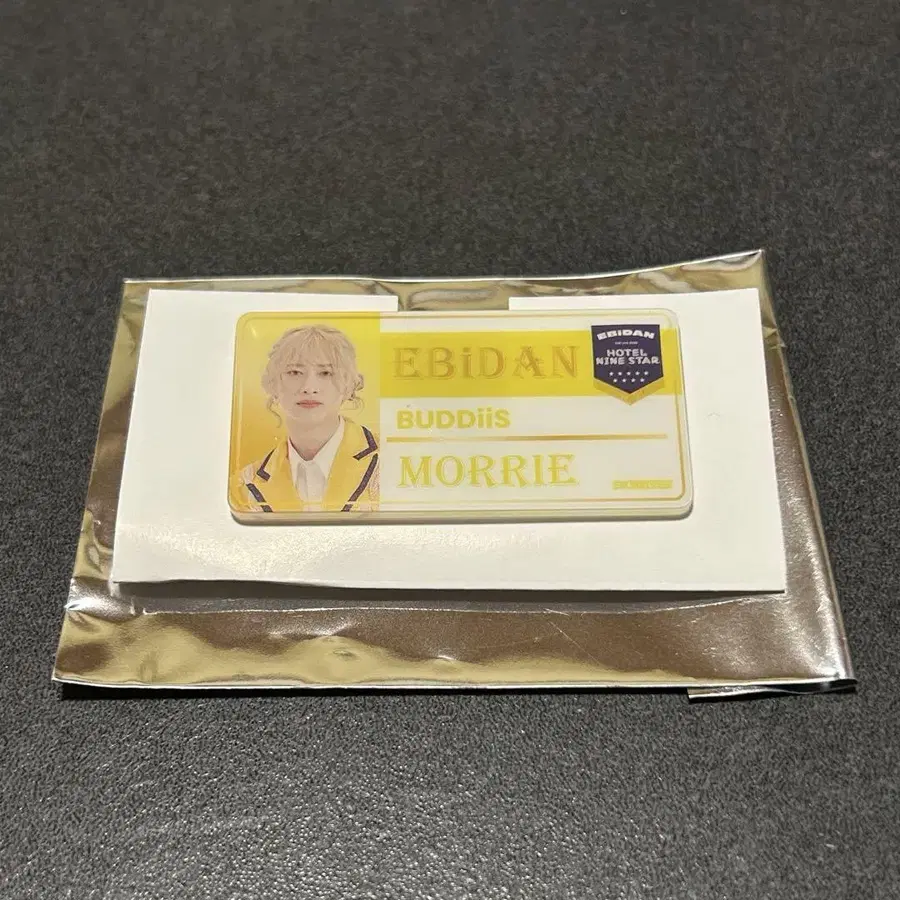 EBiDAN
BUDDiiS
MORRIE
EBiDAN
HOTEL
NINE STAR